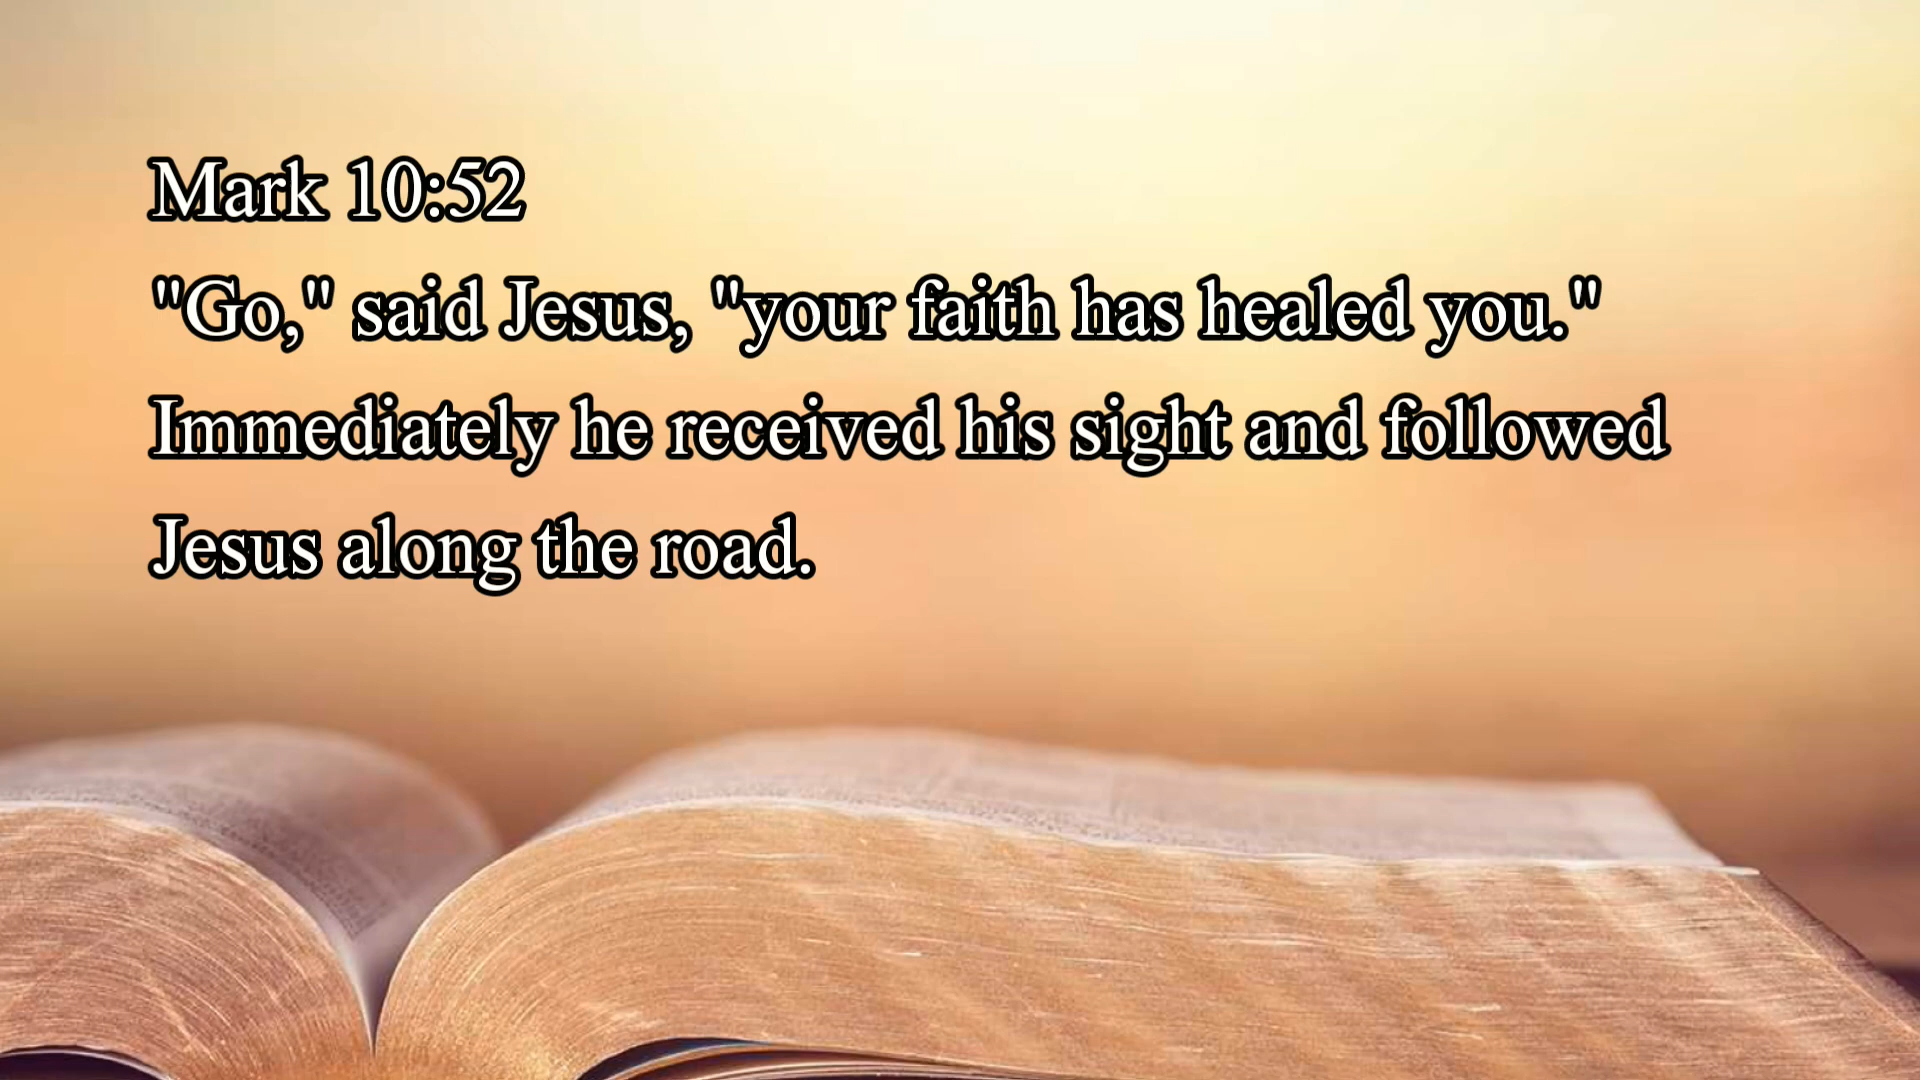 Mark 10:52
"Go," said Jesus, "your faith has healed you."
Immediately he received his sight and followed
Jesus along the road.